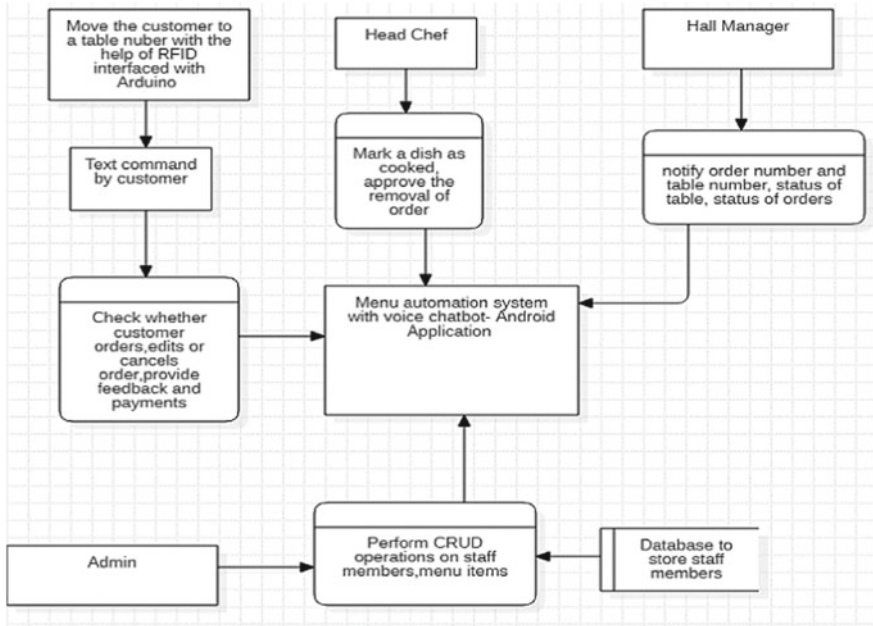 Move the customer to
a table nuber with the
help of RFID
interfaced with
Arduino
Head Chef
Hall Manager
Text command
by customer
Mark a dish as
cooked,
approve the
removal of
order
notify order number and
table number, status of
table, status of orders
Check whether
customer
orders,edits or
cancels
order,provide
feedback and
payments
Menu automation system
with voice chatbot- Android
Application
Admin
Perform CRUD
operations on staff
members,menu items
Database to
store staff
members